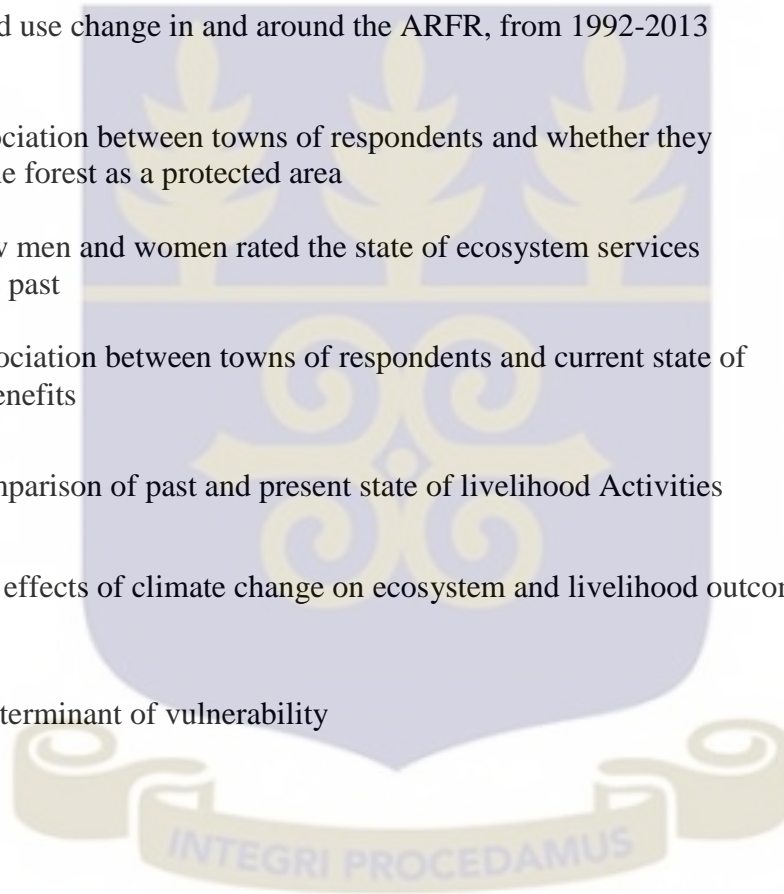 d use change in and around the ARFR, from 1992-2013
ociation between towns of respondents and whether they
e forest as a protected area
w men and women rated the state of ecosystem services
past
ociation between towns of respondents and current state of
enefits
mparison of past and present state of livelihood Activities
effects of climate change on ecosystem and livelihood outcor
terminant of vulnerability
INTEGRI PROCEDAMUS